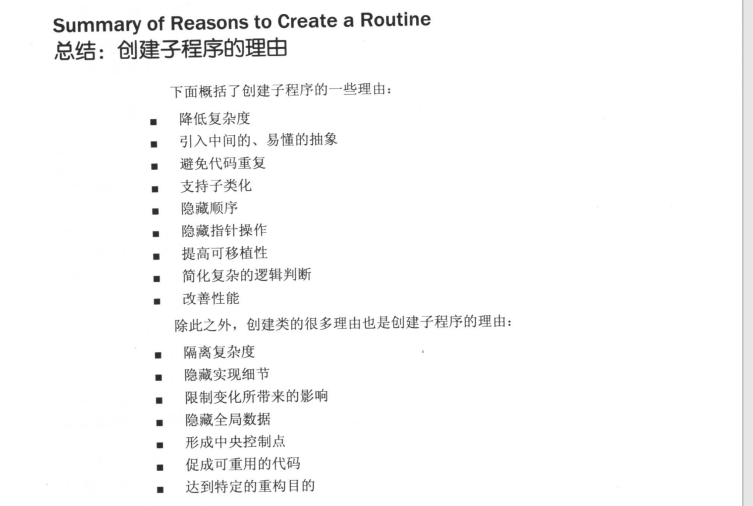 Summary of Reasons to Create a Routine
总结：创建子程序的理由
下面概括了创建子程序的一些理由：
■ 降低复杂度
■ 引入中间的、易懂的抽象
■ 避免代码重复
■ 支持子类化
■ 隐藏顺序
■ 隐藏指针操作
■ 提高可移植性
■ 简化复杂的逻辑判断
■ 改善性能
除此之外，创建类的很多理由也是创建子程序的理由：
■ 隔离复杂度
■ 隐藏实现细节
■ 限制变化所带来的影响
■ 隐藏全局数据
■ 形成中央控制点
■ 促成可重用的代码
■ 达到特定的重构目的